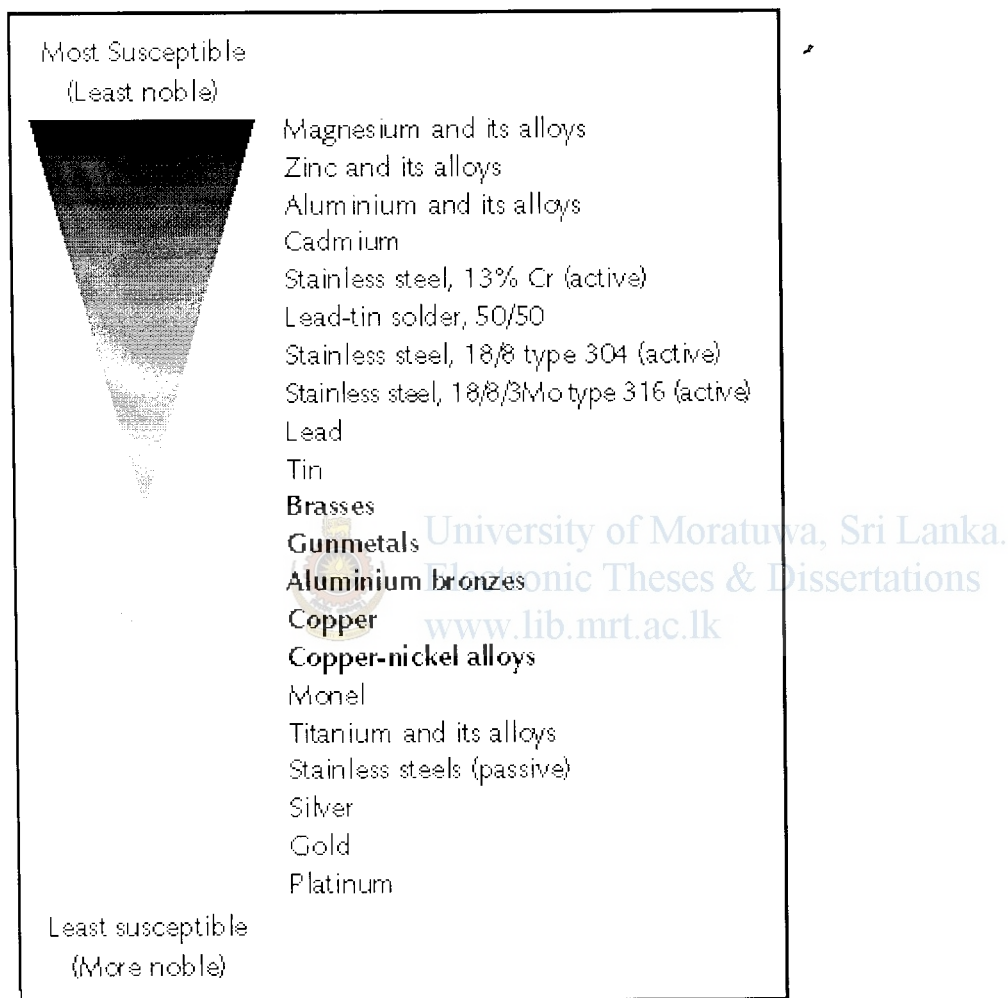 Most Susceptible
(Least noble)
Magnesium and its alloys
Zinc and its alloys
Aluminium and its alloys
Cadmium
Stainless steel, 13% Cr (active)
Lead-tin solder, 50/50
Stainless steel, 18/8 type 304 (active)
Stainless steel, 18/8/3Mo type 316 (active)
Lead
Tin
Brasses
Gunmetals
Aluminium bronzes
Copper
Copper-nickel alloys
Monel
Titanium and its alloys
Stainless steels (passive)
Silver
Gold
Platinum
Least susceptible
(More noble)
University of Moratuwa, Sri Lanka.
Electronic Theses & Dissertations
www.lib.mrt.ac.lk